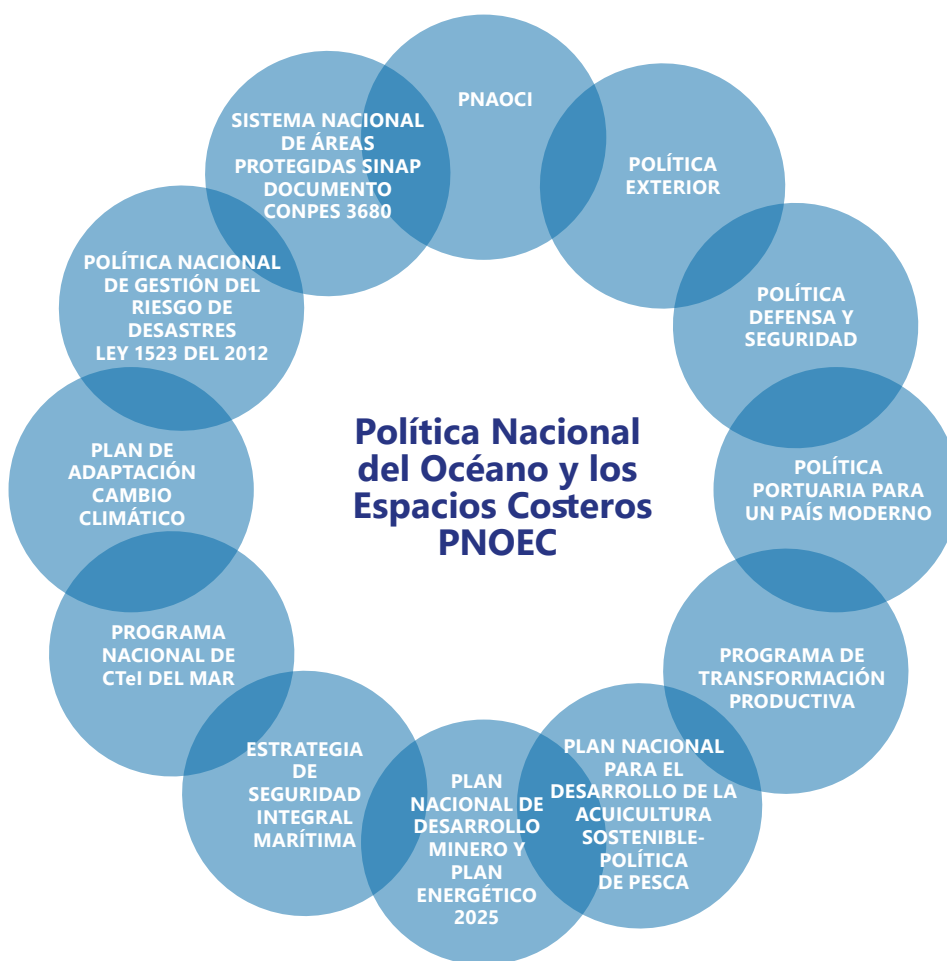 PNAOCI
POLÍTICA
EXTERIOR
POLÍTICA
DEFENSA Y
SEGURIDAD
POLÍTICA
PORTUARIA PARA
UN PAÍS MODERNO
PROGRAMA DE
TRANSFORMACIÓN
PRODUCTIVA
PLAN NACIONAL
PARA EL
DESARROLLO DE LA
ACUICULTURA
SOSTENIBLE-
POLÍTICA
DE PESCA
PLAN
NACIONAL DE
DESARROLLO
MINERO Y
PLAN
ENERGÉTICO
2025
ESTRATEGIA
DE
SEGURIDAD
INTEGRAL
MARÍTIMA
PROGRAMA
NACIONAL DE
CTeI DEL MAR
PLAN DE
ADAPTACIÓN
CAMBIO
CLIMÁTICO
POLÍTICA NACIONAL
DE GESTIÓN DEL
RIESGO DE
DESASTRES
LEY 1523 DEL 2012
SISTEMA NACIONAL
DE ÁREAS
PROTEGIDAS SINAP
DOCUMENTO
CONPES 3680
Política Nacional
del Océano y los
Espacios Costeros
PNOEC